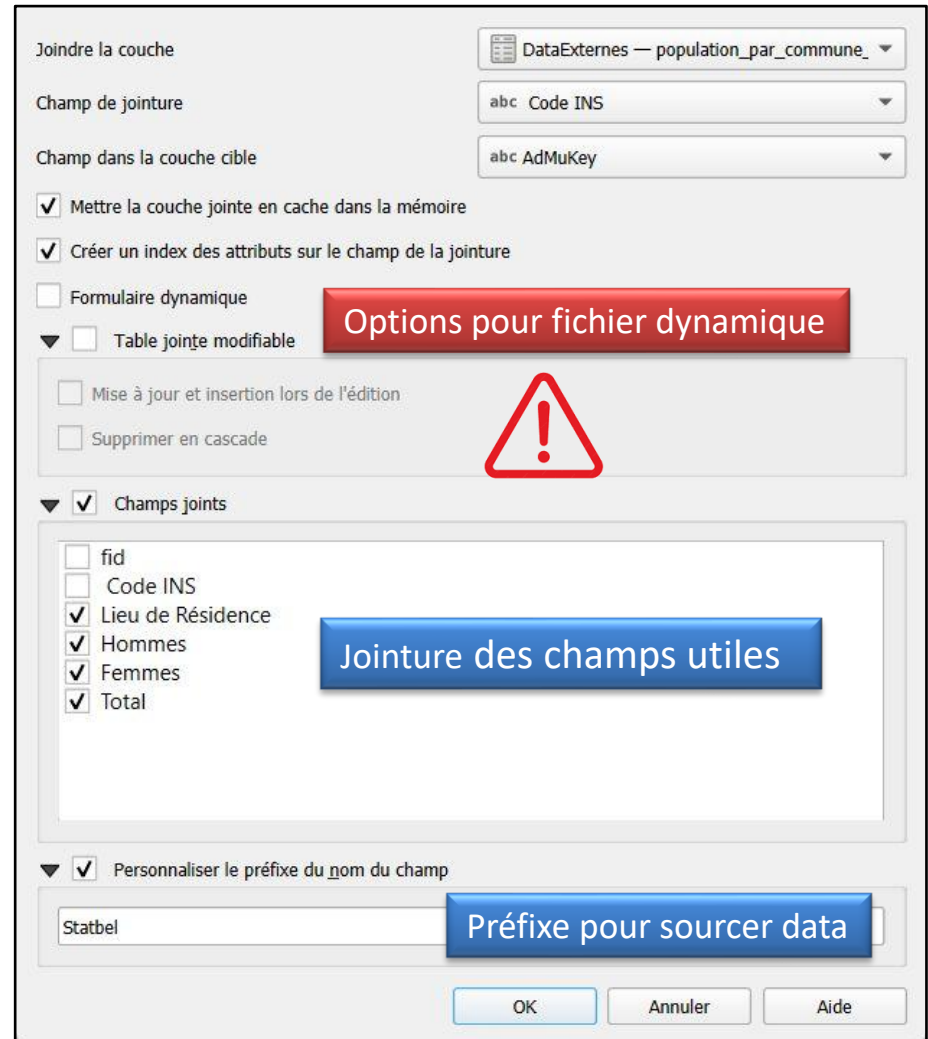 Joindre la couche
DataExternes — population_par_commune_
Champ de jointure
abc Code INS
Champ dans la couche cible
abc AdMuKey
Mettre la couche jointe en cache dans la mémoire
Créer un index des attributs sur le champ de la jointure
Formulaire dynamique
Options pour fichier dynamique
Table jointe modifiable
Mise à jour et insertion lors de l'édition
Supprimer en cascade
Champs joints
fid
Code INS
Lieu de Résidence
Hommes
Femmes
Total
Jointure des champs utiles
Personnaliser le préfixe du nom du champ
Statbel
Préfixe pour sourcer data
OK
Annuler
Aide